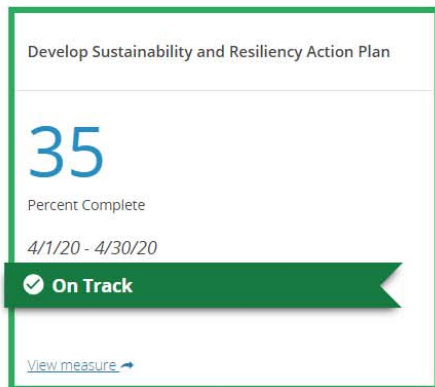 Develop Sustainability and Resiliency Action Plan
35
Percent Complete
4/1/20 - 4/30/20
On Track
View measure